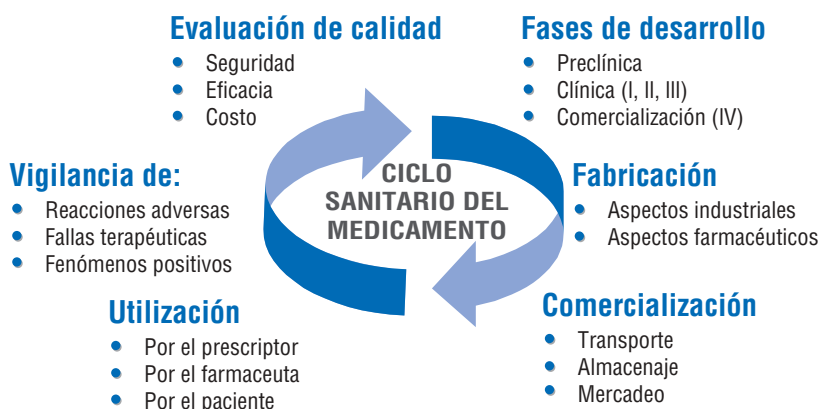 Evaluación de calidad
• Seguridad
• Eficacia
• Costo
Fases de desarrollo
• Preclínica
• Clínica (I, II, III)
• Comercialización (IV)
CICLO
SANITARIO DEL
MEDICAMENTO
Vigilancia de:
• Reacciones adversas
• Fallas terapéuticas
• Fenómenos positivos
Fabricación
• Aspectos industriales
• Aspectos farmacéuticos
Utilización
• Por el prescriptor
• Por el farmaceuta
• Por el paciente
Comercialización
• Transporte
• Almacenaje
• Mercadeo